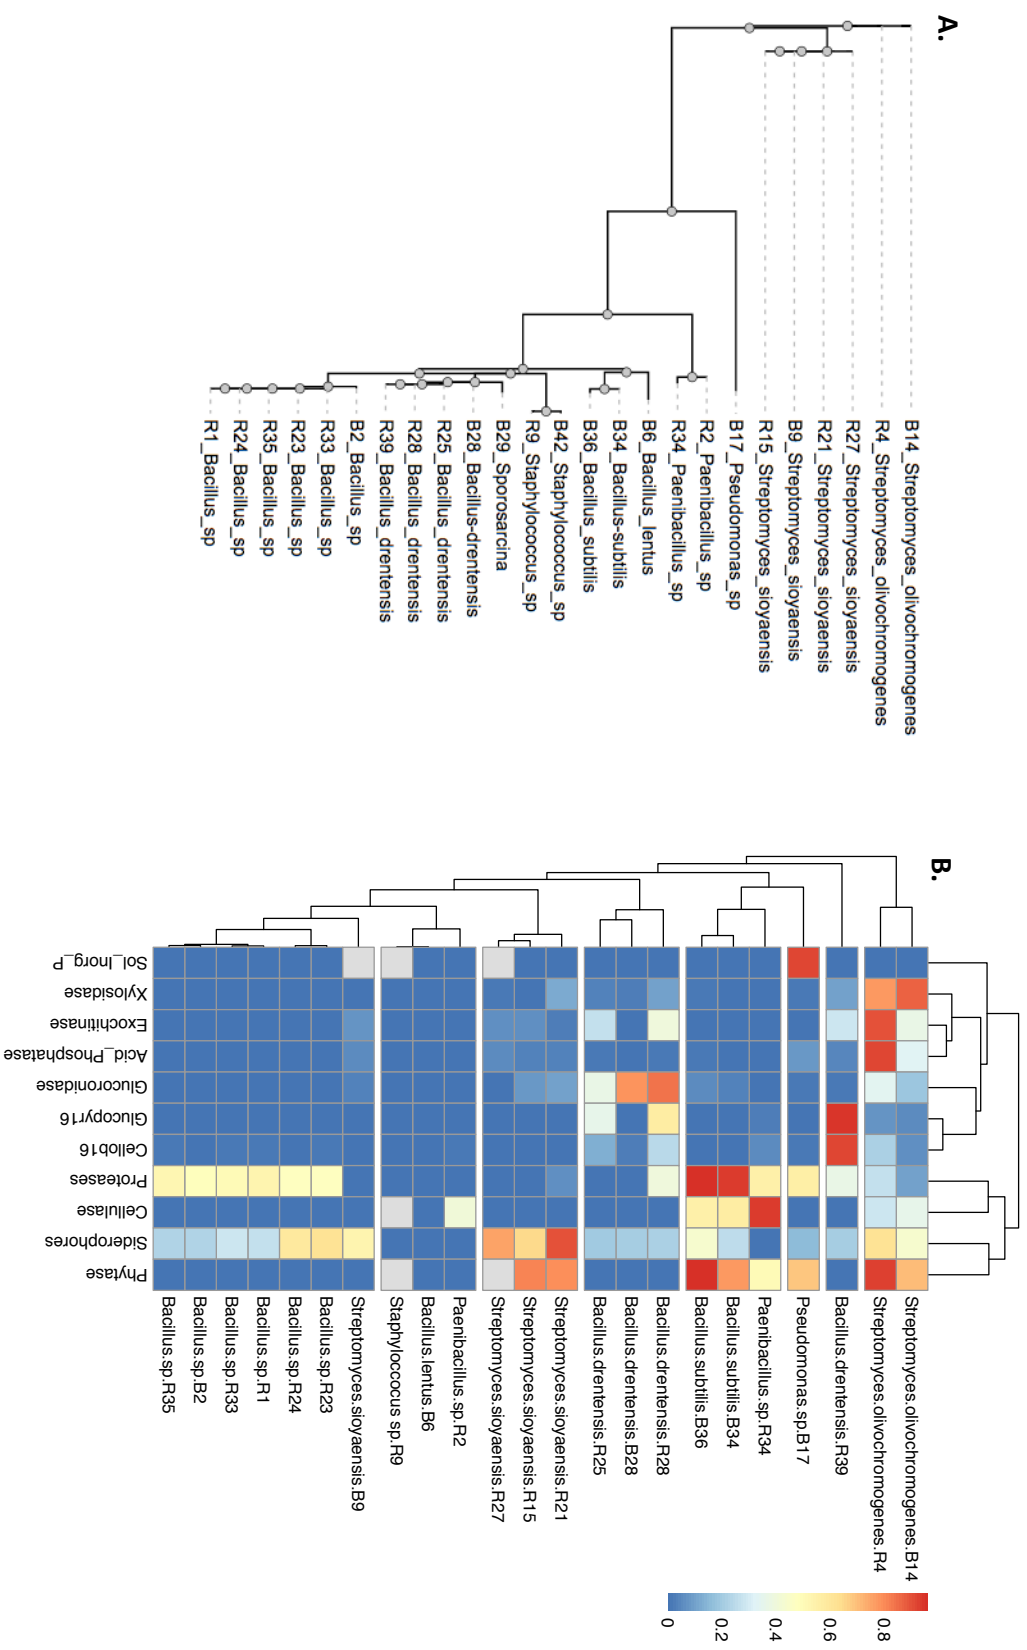 A.
B14_Streptomyces_olivochromogenes
R4_Streptomyces_olivochromogenes
R27_Streptomyces_sioyaensis
R21_Streptomyces_sioyaensis
B9_Streptomyces_sioyaensis
R15_Streptomyces_sioyaensis
B17_Pseudomonas_sp
R2_Paenibacillus_sp
R34_Paenibacillus_sp
B6_Bacillus_lentus
B34_Bacillus-subtilis
B36_Bacillus_subtilis
B42_Staphylococcus_sp
R9_Staphylococcus_sp
B29_Sporosarcina
B28_Bacillus-drentensis
R25_Bacillus_drentensis
R28_Bacillus_drentensis
R39_Bacillus_drentensis
B2_Bacillus_sp
R33_Bacillus_sp
R23_Bacillus_sp
R35_Bacillus_sp
R24_Bacillus_sp
R1_Bacillus_sp
B.
Streptomyces.olivochromogenes.B14
Streptomyces.olivochromogenes.R4
Bacillus.drentensis.R39
Pseudomonas.sp.B17
Paenibacillus.sp.R34
Bacillus.subtilis.B34
Bacillus.subtilis.B36
Bacillus.drentensis.R28
Bacillus.drentensis.B28
Bacillus.drentensis.R25
Streptomyces.sioyaensis.R21
Streptomyces.sioyaensis.R15
Streptomyces.sioyaensis.R27
Paenibacillus.sp.R2
Bacillus.lentus.B6
Staphyloccocus sp.R9
Streptomyces.sioyaensis.B9
Bacillus.sp.R23
Bacillus.sp.R24
Bacillus.sp.R1
Bacillus.sp.R33
Bacillus.sp.B2
Bacillus.sp.R35
Sol_Inorg_P
Xylosidase
Exochitinase
Acid_Phosphatase
Glucoronidase
Glucopyr16
Cellob16
Proteases
Cellulase
Siderophores
Phytase
0.8
0.6
0.4
0.2
0